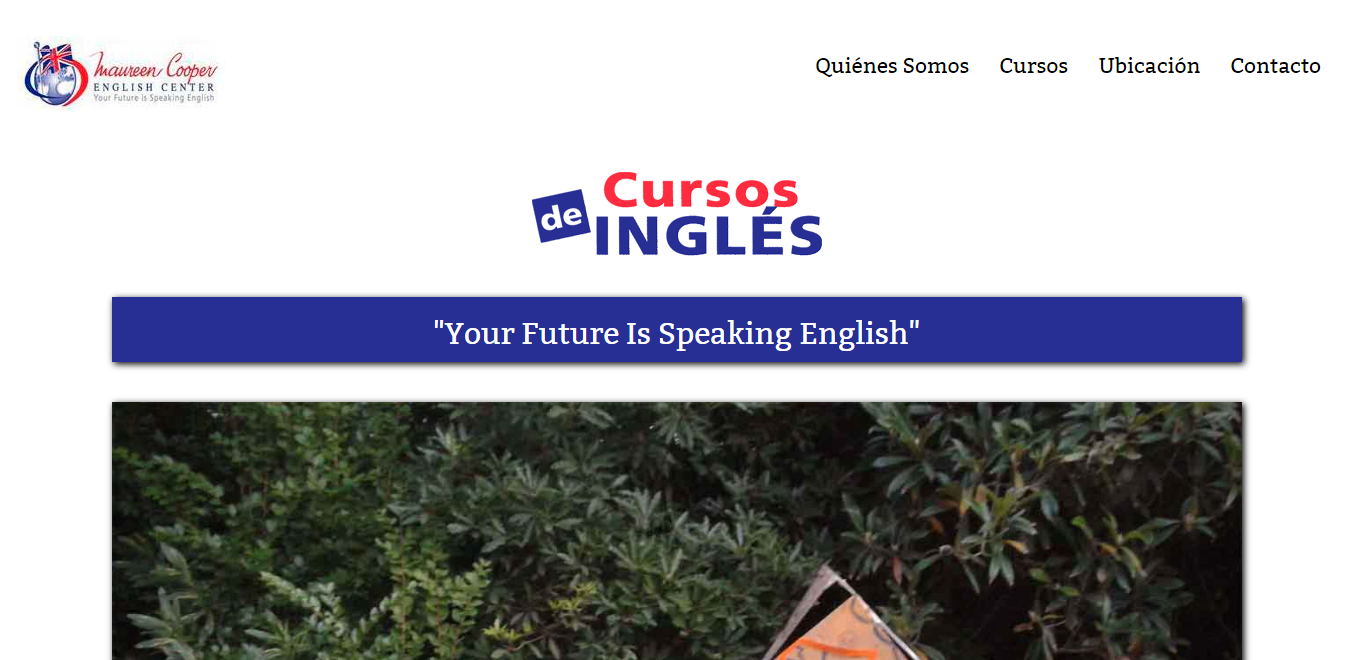 Maureen Cooper
ENGLISH CENTER
Your Future is Speaking English
Quiénes Somos Cursos Ubicación Contacto
Cursos
de INGLÉS
"Your Future Is Speaking English"